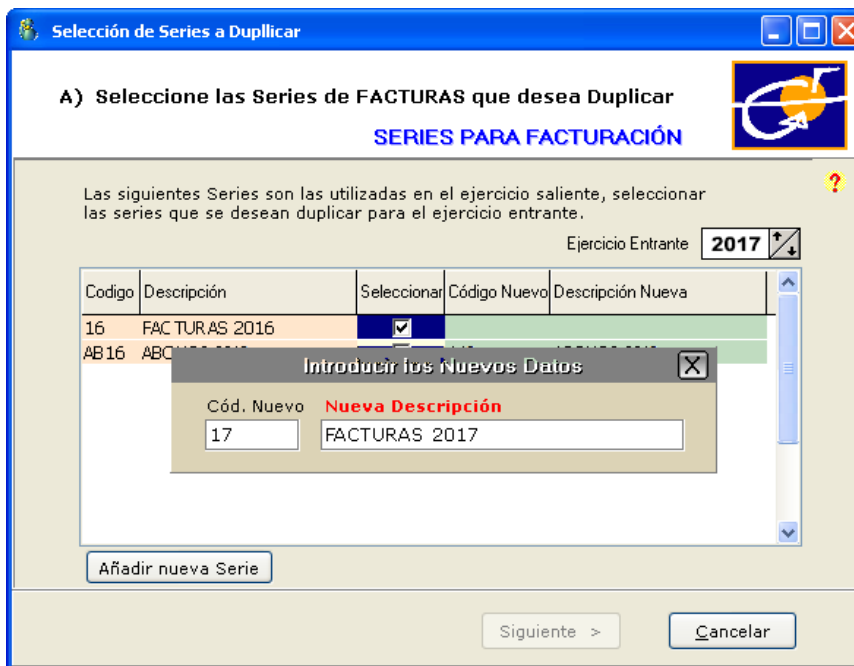 Selección de Series a Dupllicar
A) Seleccione las Series de FACTURAS que desea Duplicar
SERIES PARA FACTURACIÓN
?
Las siguientes Series son las utilizadas en el ejercicio saliente, seleccionar
las series que se desean duplicar para el ejercicio entrante.
Ejercicio Entrante 2017
Codigo Descripción Seleccionar Código Nuevo Descripción Nueva
16 FACTURAS 2016
AB16
Introducir los Nuevos Datos
Cód. Nuevo Nueva Descripción
17 FACTURAS 2017
Añadir nueva Serie
Siguiente >
Cancelar